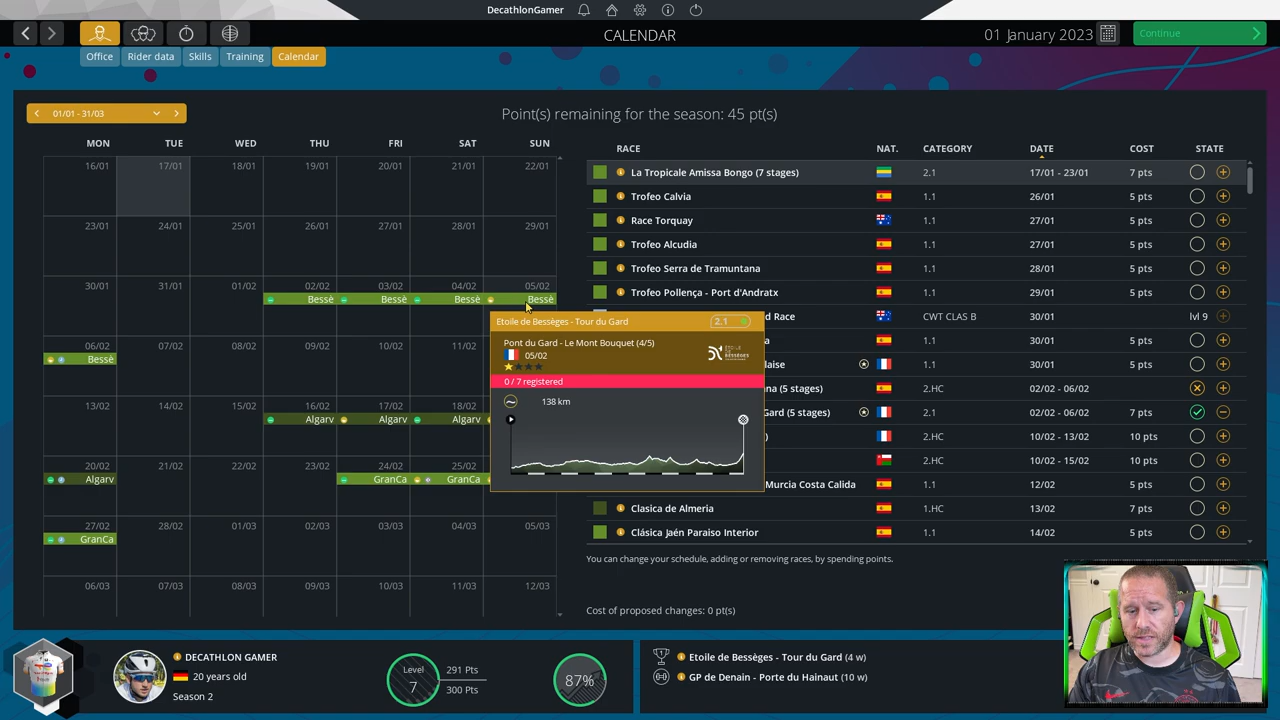 DecathlonGamer
CALENDAR
01 January 2023
Continue
Office
Rider data
Skills
Training
Calendar
01/01 - 31/03
Point(s) remaining for the season: 45 pt(s)
MON TUE WED THU FRI SAT SUN
16/01 17/01 18/01 19/01 20/01 21/01 22/01
23/01 24/01 25/01 26/01 27/01 28/01 29/01
30/01 31/01 01/02 02/02 03/02 04/02 05/02
Bessè Bessè Bessè Bessè
06/02 07/02 08/02 09/02 10/02 11/02
Bessè
13/02 14/02 15/02 16/02 17/02 18/02
Algarv Algarv Algarv
20/02 21/02 22/02 23/02 24/02 25/02
Algarv GranCa GranCa
27/02 28/02 01/03 02/03 03/03 04/03 05/03
GranCa
06/03 07/03 08/03 09/03 10/03 11/03 12/03
RACE NAT. CATEGORY DATE COST STATE
La Tropicale Amissa Bongo (7 stages) 2.1 17/01 - 23/01 7 pts
Trofeo Calvia 1.1 26/01 5 pts
Race Torquay 1.1 27/01 5 pts
Trofeo Alcudia 1.1 27/01 5 pts
Trofeo Serra de Tramuntana 1.1 28/01 5 pts
Trofeo Pollença - Port d'Andratx 1.1 29/01 5 pts
d Race CWT CLAS B 30/01 lvl 9
a 1.1 30/01 5 pts
laise 1.1 30/01 5 pts
na (5 stages) 2.HC 02/02 - 06/02
Gard (5 stages) 2.1 02/02 - 06/02 7 pts
) 2.HC 10/02 - 13/02 10 pts
2.HC 10/02 - 15/02 10 pts
Murcia Costa Calida 1.1 12/02 5 pts
Clasica de Almeria 1.HC 13/02 7 pts
Clásica Jaén Paraiso Interior 1.1 14/02 5 pts
Etoile de Bessèges - Tour du Gard 2.1
Pont du Gard - Le Mont Bouquet (4/5)
05/02
ÉTOILE DE BESSÈGES
0 / 7 registered
138 km
You can change your schedule, adding or removing races, by spending points.
Cost of proposed changes: 0 pt(s)
DECATHLON GAMER
20 years old
Season 2
Level
7
291 Pts
300 Pts
87%
Etoile de Bessèges - Tour du Gard (4 w)
GP de Denain - Porte du Hainaut (10 w)